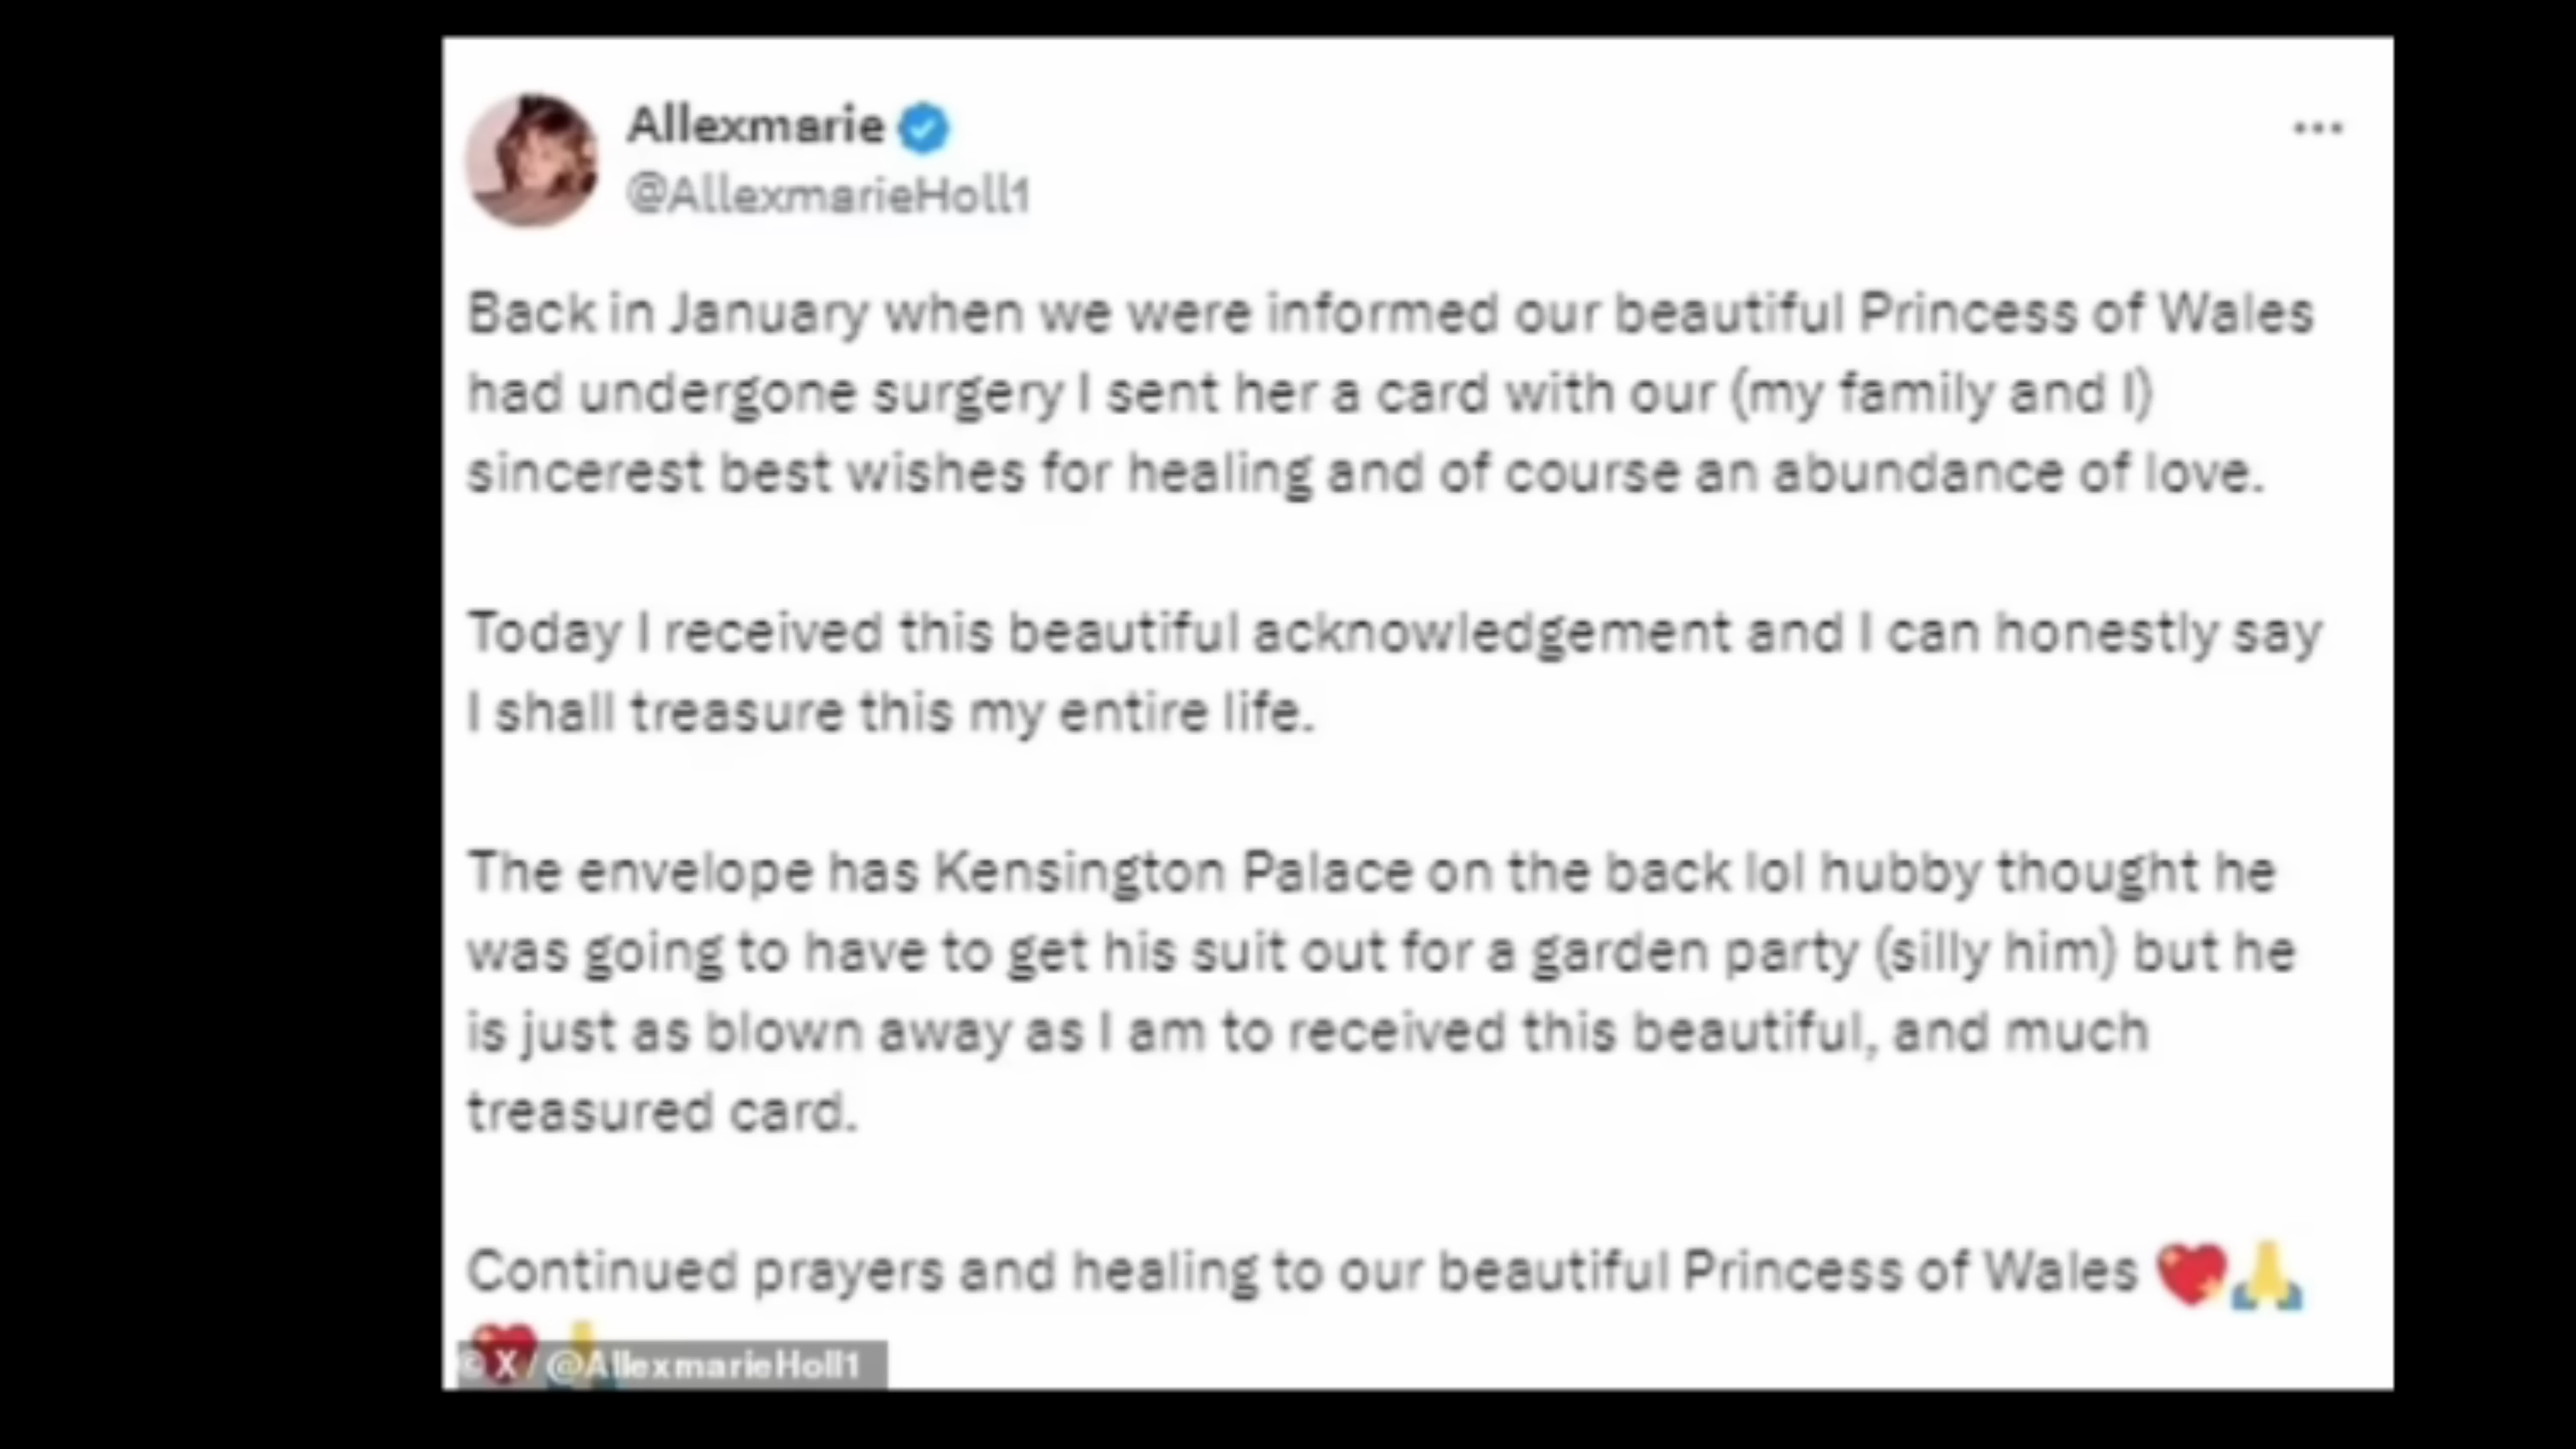 Allexmarie
@AllexmarieHoll1
Back in January when we were informed our beautiful Princess of Wales
had undergone surgery I sent her a card with our (my family and I)
sincerest best wishes for healing and of course an abundance of love.
Today I received this beautiful acknowledgement and I can honestly say
I shall treasure this my entire life.
The envelope has Kensington Palace on the back lol hubby thought he
was going to have to get his suit out for a garden party (silly him) but he
is just as blown away as I am to received this beautiful, and much
treasured card.
Continued prayers and healing to our beautiful Princess of Wales 💖🙏
💖🙏
© X / @AllexmarieHoll1